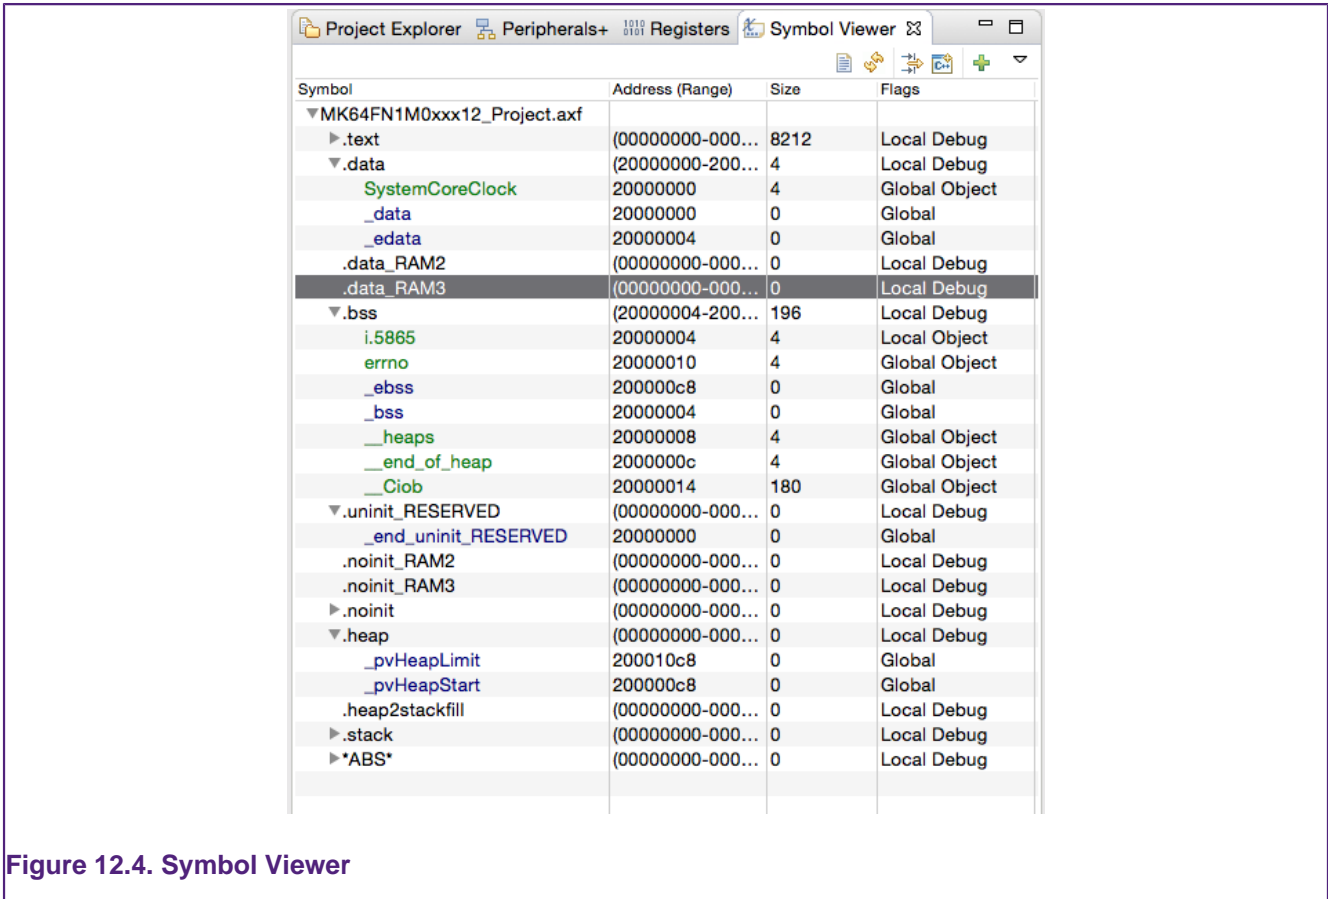 Project Explorer Peripherals+ 1010 0101 Registers Symbol Viewer
C++
Symbol Address (Range) Size Flags
MK64FN1M0xxx12_Project.axf
.text (00000000-000... 8212 Local Debug
.data (20000000-200... 4 Local Debug
SystemCoreClock 20000000 4 Global Object
_data 20000000 0 Global
_edata 20000004 0 Global
.data_RAM2 (00000000-000... 0 Local Debug
.data_RAM3 (00000000-000... 0 Local Debug
.bss (20000004-200... 196 Local Debug
i.5865 20000004 4 Local Object
errno 20000010 4 Global Object
_ebss 200000c8 0 Global
_bss 20000004 0 Global
__heaps 20000008 4 Global Object
__end_of_heap 2000000c 4 Global Object
__Ciob 20000014 180 Global Object
.uninit_RESERVED (00000000-000... 0 Local Debug
_end_uninit_RESERVED 20000000 0 Global
.noinit_RAM2 (00000000-000... 0 Local Debug
.noinit_RAM3 (00000000-000... 0 Local Debug
.noinit (00000000-000... 0 Local Debug
.heap (00000000-000... 0 Local Debug
_pvHeapLimit 200010c8 0 Global
_pvHeapStart 200000c8 0 Global
.heap2stackfill (00000000-000... 0 Local Debug
.stack (00000000-000... 0 Local Debug
*ABS* (00000000-000... 0 Local Debug
Figure 12.4. Symbol Viewer